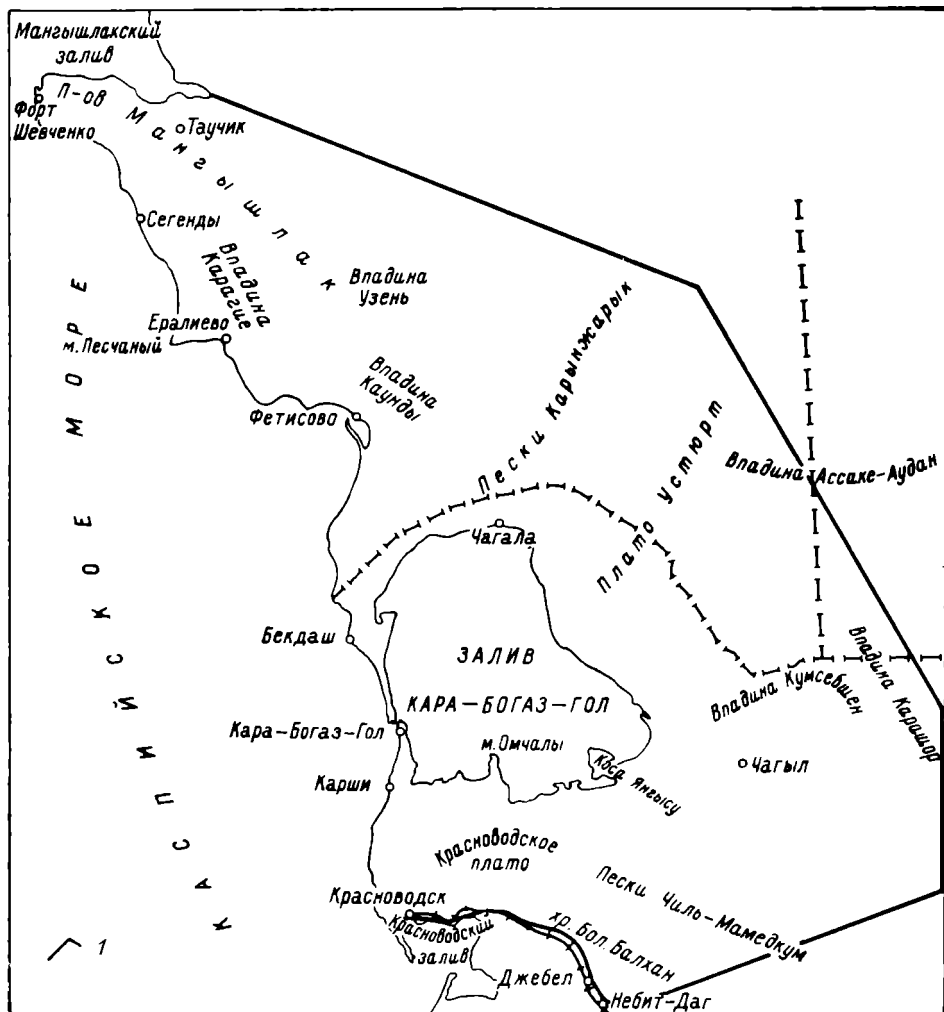 Мангышлакский
залив
П-ов
Мангышлак
Форт
Шевченко
Таучик
Сегенды
Впадина
Карагие
Впадина
Узень
Ералиево
м. Песчаный
Впадина
Каунды
Фетисово
Пески Карынжарык
Плато Устюрт
Впадина Ассаке-Аудан
КАСПИЙСКОЕ МОРЕ
Чагала
Бекдаш
ЗАЛИВ
КАРА-БОГАЗ-ГОЛ
Впадина Кумсебшен
Впадина Карашор
Кара-Богаз-Гол
м. Омчалы
Коса Янгысу
Чагыл
Карши
Красноводское
плато
Пески Чиль-Мамедкум
Красноводск
Красноводский
залив
хр. Бол. Балхан
Джебел
Небит-Даг
1